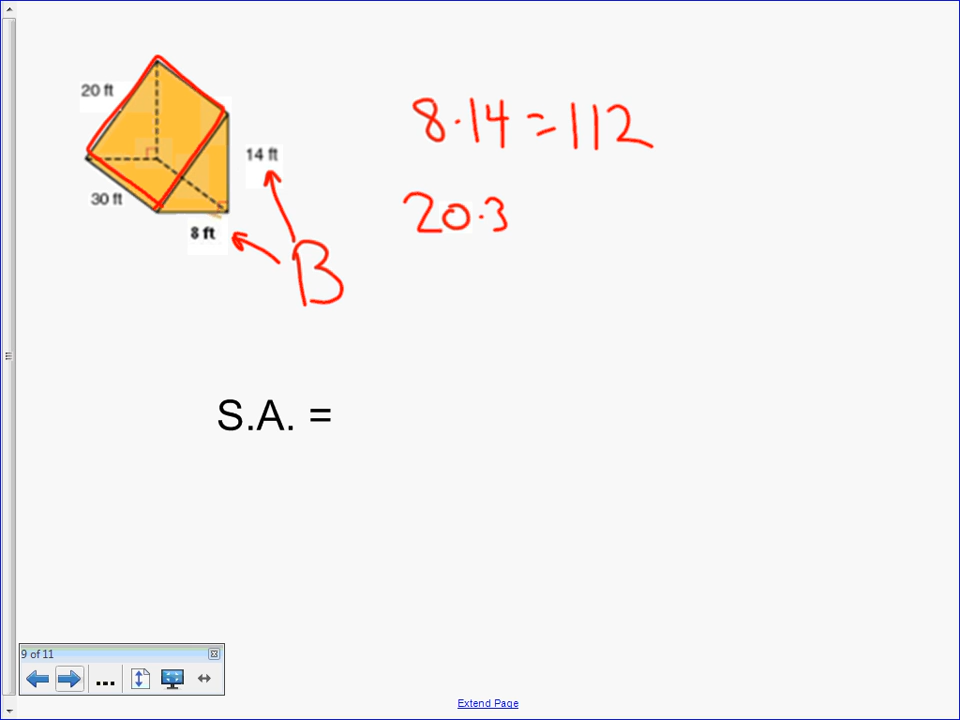 20 ft
14 ft
30 ft
8 ft
B
8·14=112
20·3
S.A. =
9 of 11
...
Extend Page